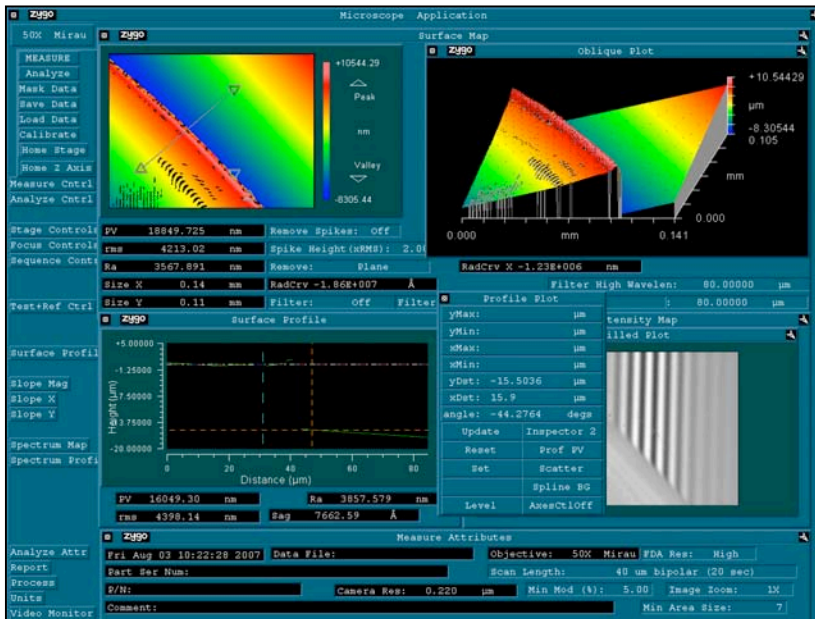 zygo Microscope Application
50X Mirau
MEASURE
Analyze
Mask Data
Save Data
Load Data
Calibrate
Home Stage
Home Z Axis
Measure Cntrl
Analyze Cntrl
Stage Controls
Focus Controls
Sequence Cont
Test+Ref Ctrl
Surface Profil
Slope Mag
Slope X
Slope Y
Spectrum Map
Spectrum Profi
Analyze Attr
Report
Process
Units
Video Monitor
zygo Surface Map
+10544.29
Peak
nm
Valley
-8305.44
zygo Oblique Plot
+10.54429
µm
-8.30544
0.105
mm
0.000
0.000 mm 0.141
PV 18849.725 nm Remove Spikes: Off
rms 4213.02 nm Spike Height(xRMS): 2.00
Ra 3567.891 nm Remove: Plane RadCrv X -1.23E+006 nm
Size X 0.14 mm RadCrv -1.86E+007 Å Filter High Wavelen: 80.00000 µm
Size Y 0.11 mm Filter: Off Filter : 80.00000 µm
zygo Surface Profile
+5.00000
-1.25000
-13.75000
-20.00000
Height (µm)
0 20 40 60 80
Distance (µm)
PV 16049.30 nm Ra 3857.579 nm
rms 4398.14 nm Sag 7662.59 Å
Profile Plot
yMax: µm
yMin: µm
xMax: µm
xMin: µm
yDst: -15.5036 µm
xDst: 15.9 µm
angle: -44.2764 degs
Update Inspector 2
Reset Prof PV
Set Scatter
Spline BG
Level AxesCtlOff
tensity Map
illed Plot
zygo Measure Attributes
Fri Aug 03 10:22:28 2007 Data File: Objective: 50X Mirau FDA Res: High
Part Ser Num: Scan Length: 40 um bipolar (20 sec)
P/N: Camera Res: 0.220 µm Min Mod (%): 5.00 Image Zoom: 1X
Comment: Min Area Size: 7